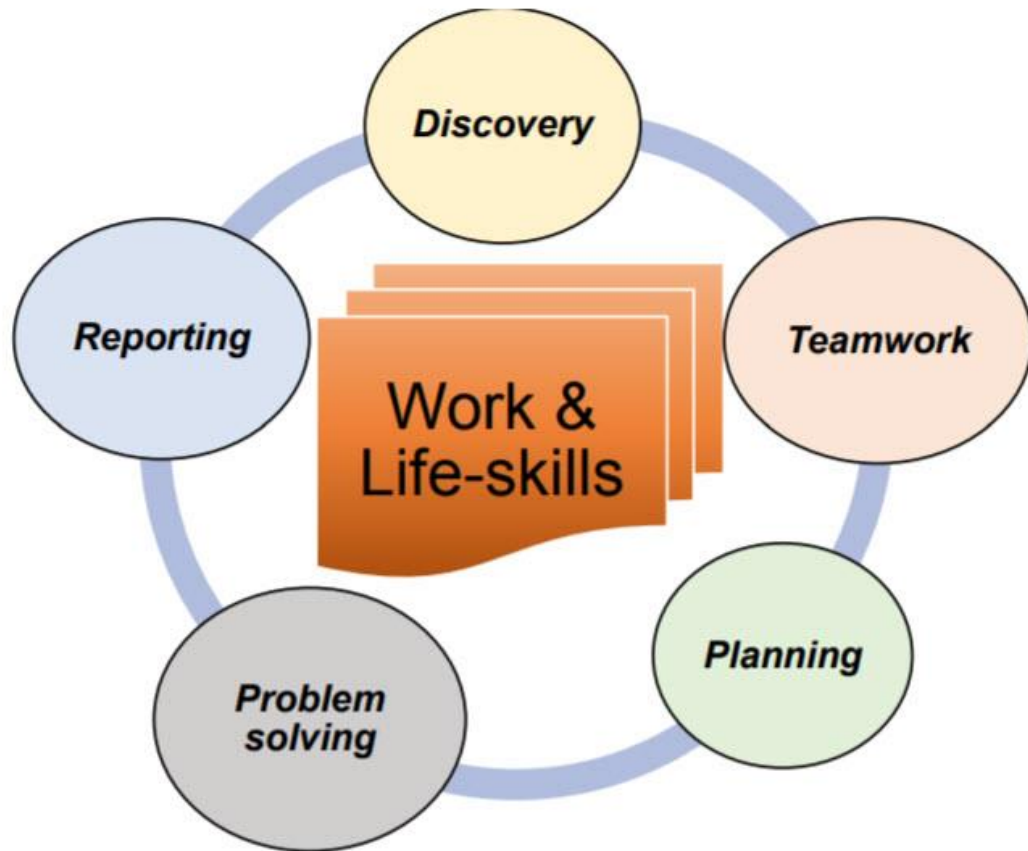 Discovery
Teamwork
Planning
Problem
solving
Reporting
Work &
Life-skills